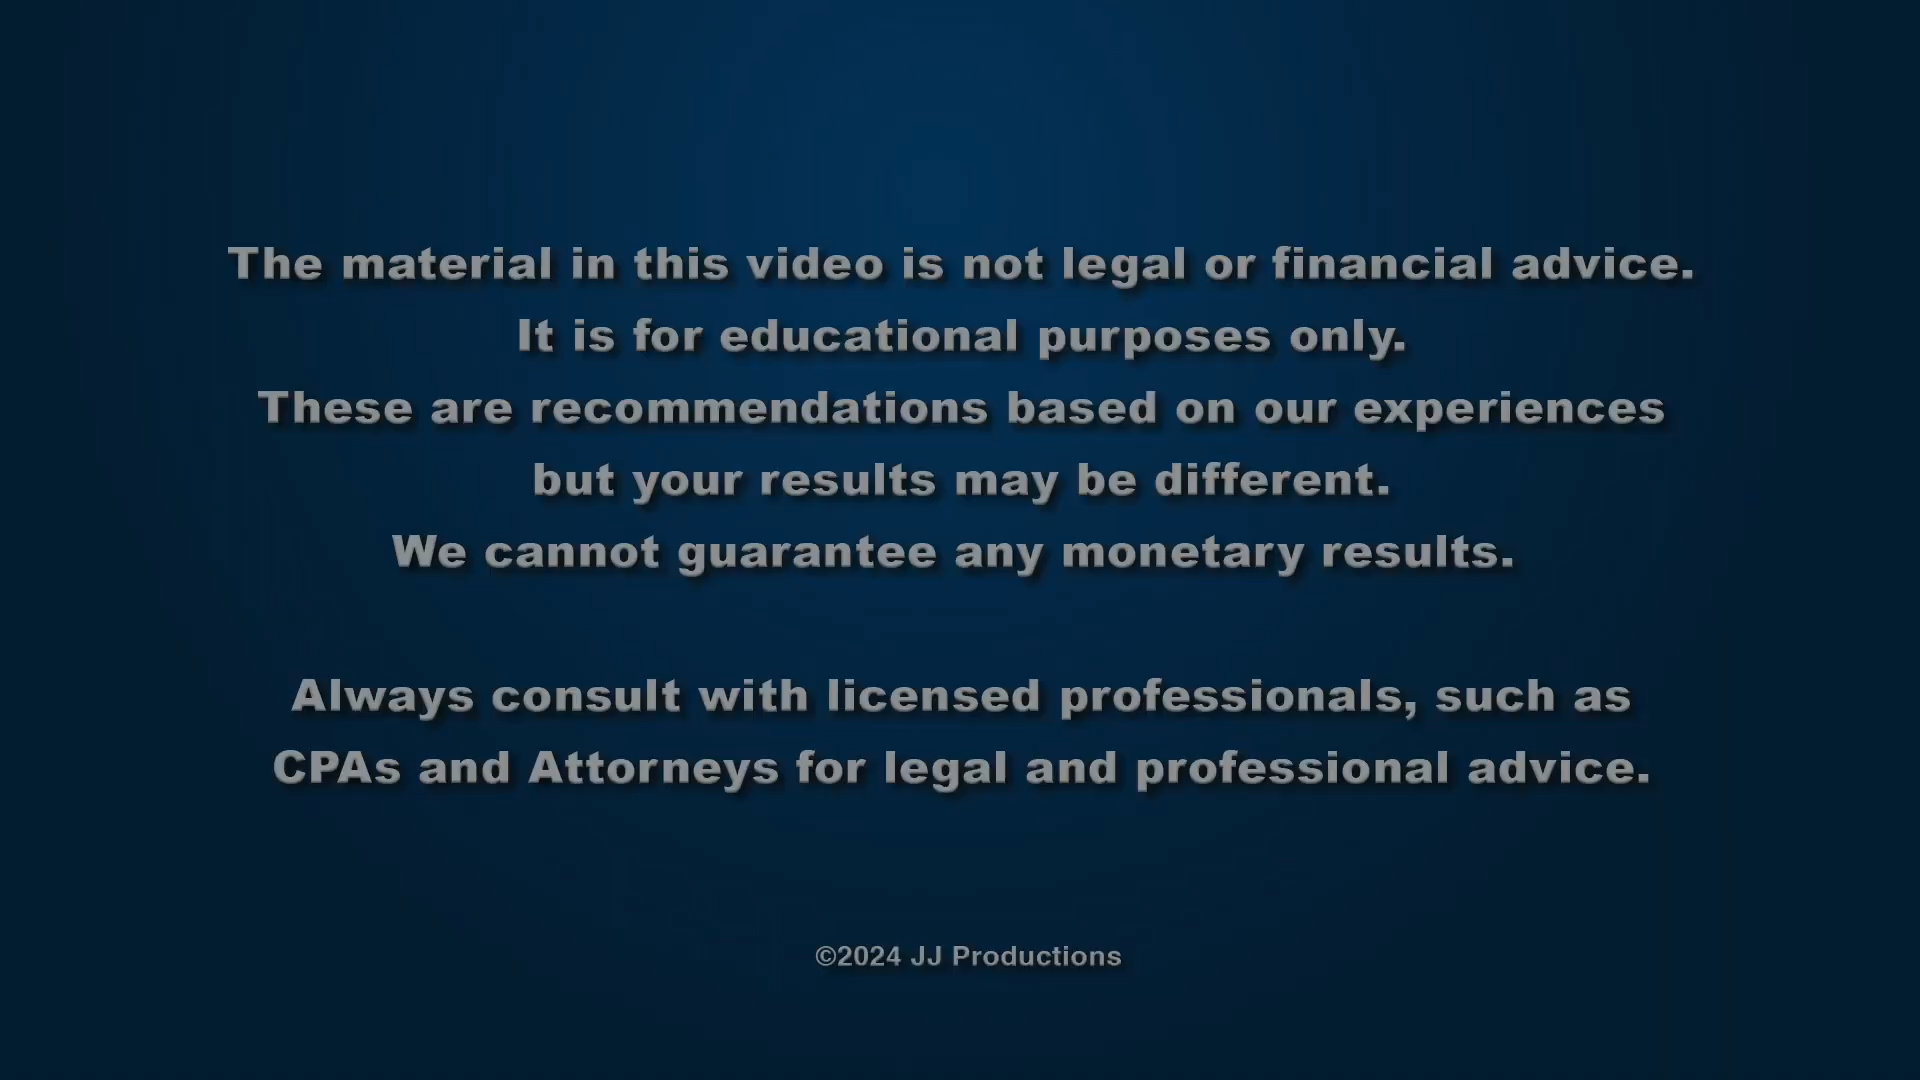 The material in this video is not legal or financial advice.
It is for educational purposes only.
These are recommendations based on our experiences
but your results may be different.
We cannot guarantee any monetary results.
Always consult with licensed professionals, such as
CPAs and Attorneys for legal and professional advice.
©2024 JJ Productions